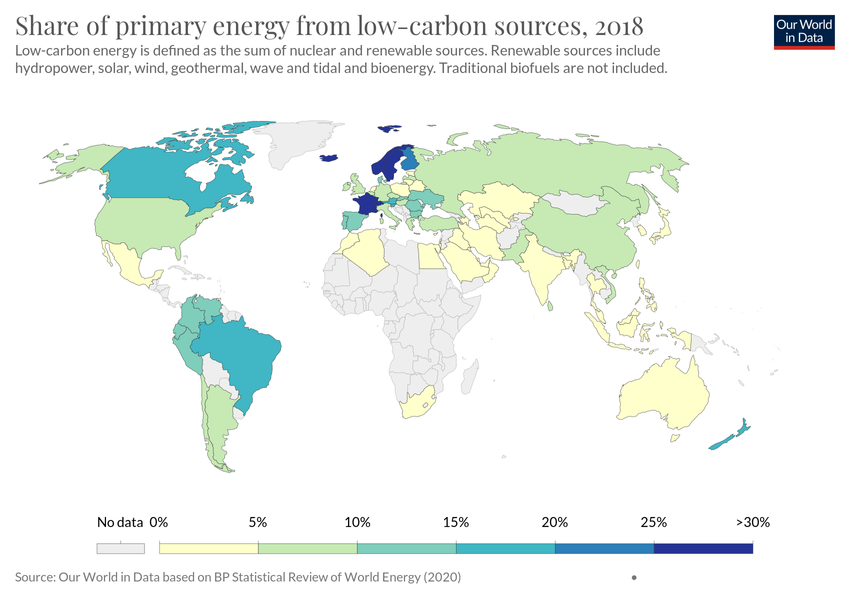 Share of primary energy from low-carbon sources, 2018
Our World
in Data
Low-carbon energy is defined as the sum of nuclear and renewable sources. Renewable sources include
hydropower, solar, wind, geothermal, wave and tidal and bioenergy. Traditional biofuels are not included.
No data 0% 5% 10% 15% 20% 25% >30%
Source: Our World in Data based on BP Statistical Review of World Energy (2020) •